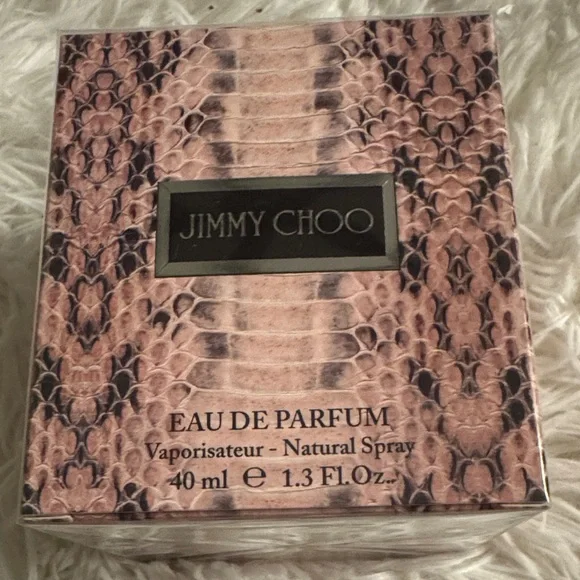 JIMMY CHOO
EAU DE PARFUM
Vaporisateur - Natural Spray
40 ml ℮ 1.3 Fl.Oz.